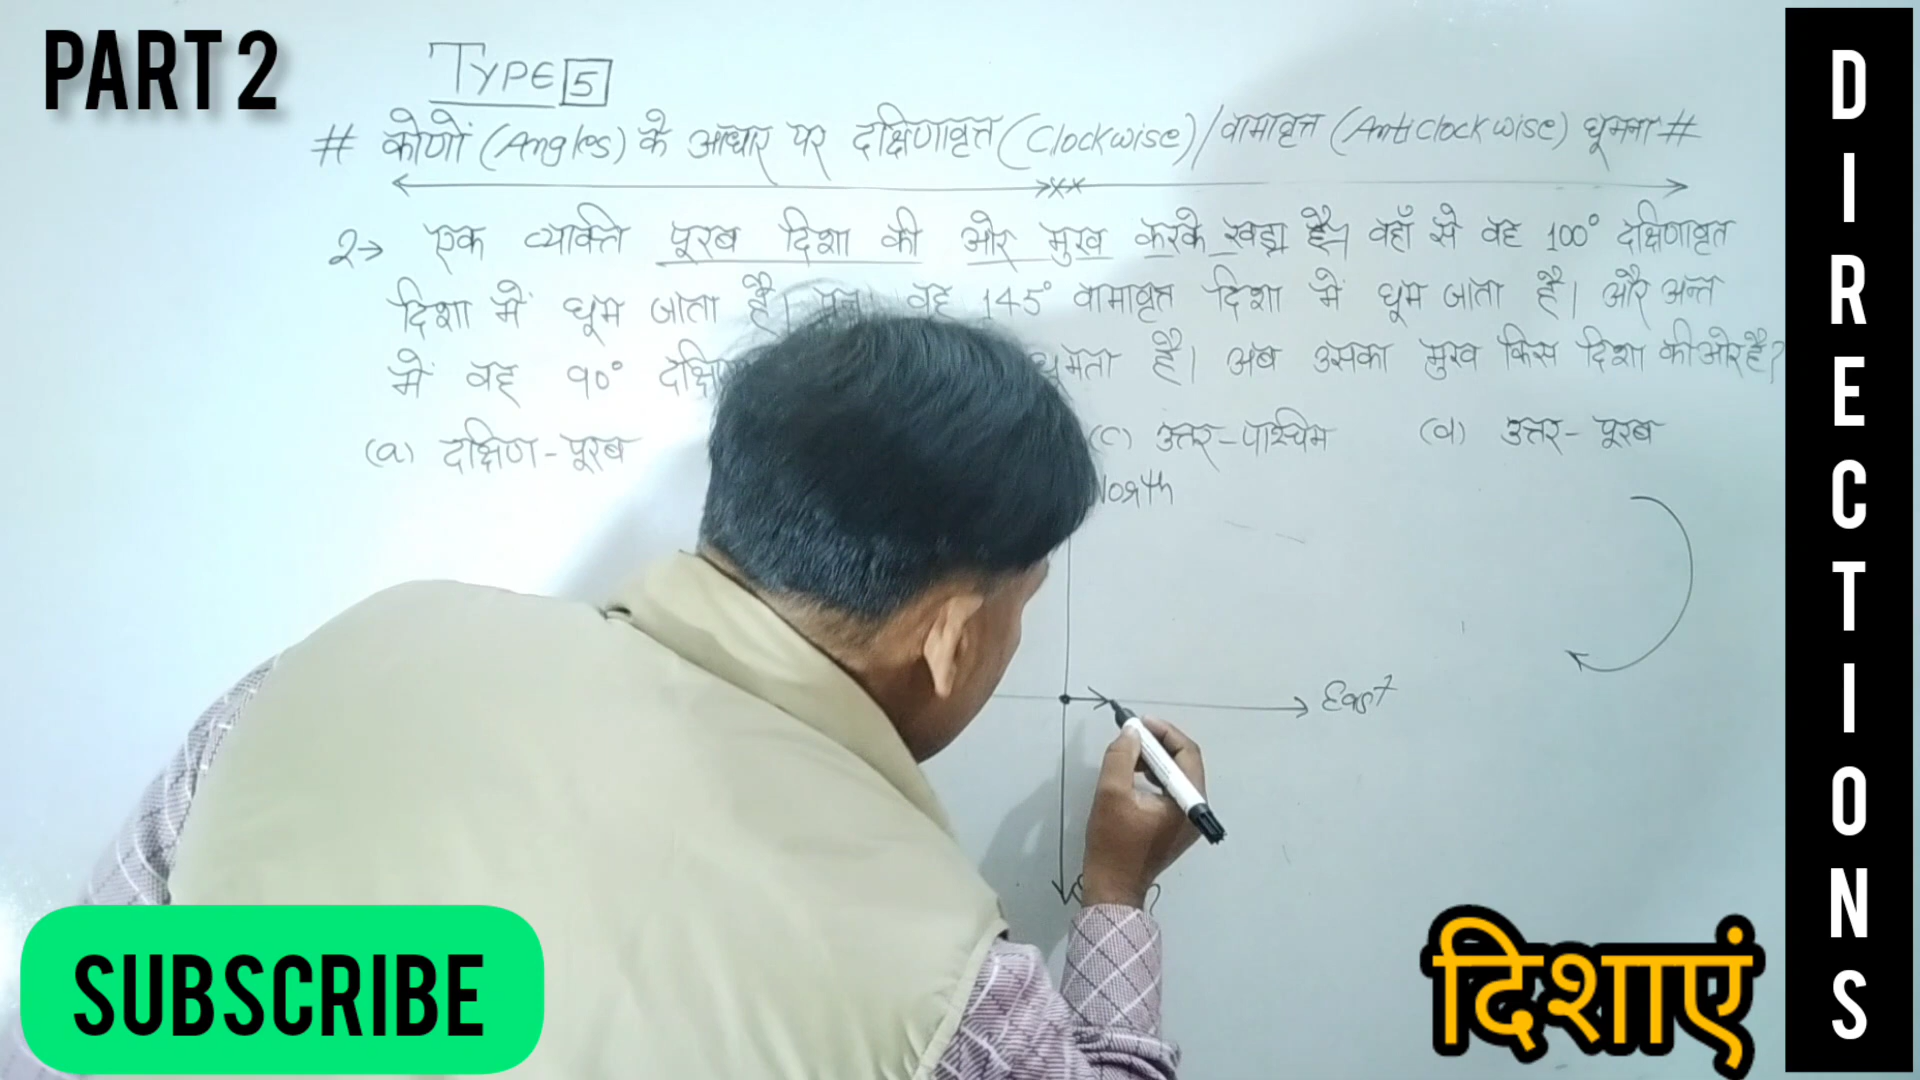 PART 2
TYPE 5
# कोणों (Angles) के आधार पर दक्षिणावृत्त (Clockwise) / वामावृत्त (Anticlockwise) घूमना #
2→ एक व्यक्ति पूरब दिशा की ओर मुख करके खड़ा है। वहाँ से वह 100° दक्षिणावृत
दिशा में घूम जाता है। वह 145° वामावृत्त दिशा में घूम जाता है। और अन्त
में वह 90° है। अब उसका मुख किस दिशा की ओर है?
(a) दक्षिण-पूरब (c) उत्तर-पश्चिम (d) उत्तर-पूरब
North
East
SUBSCRIBE
दिशाएं
DIRECTIONS